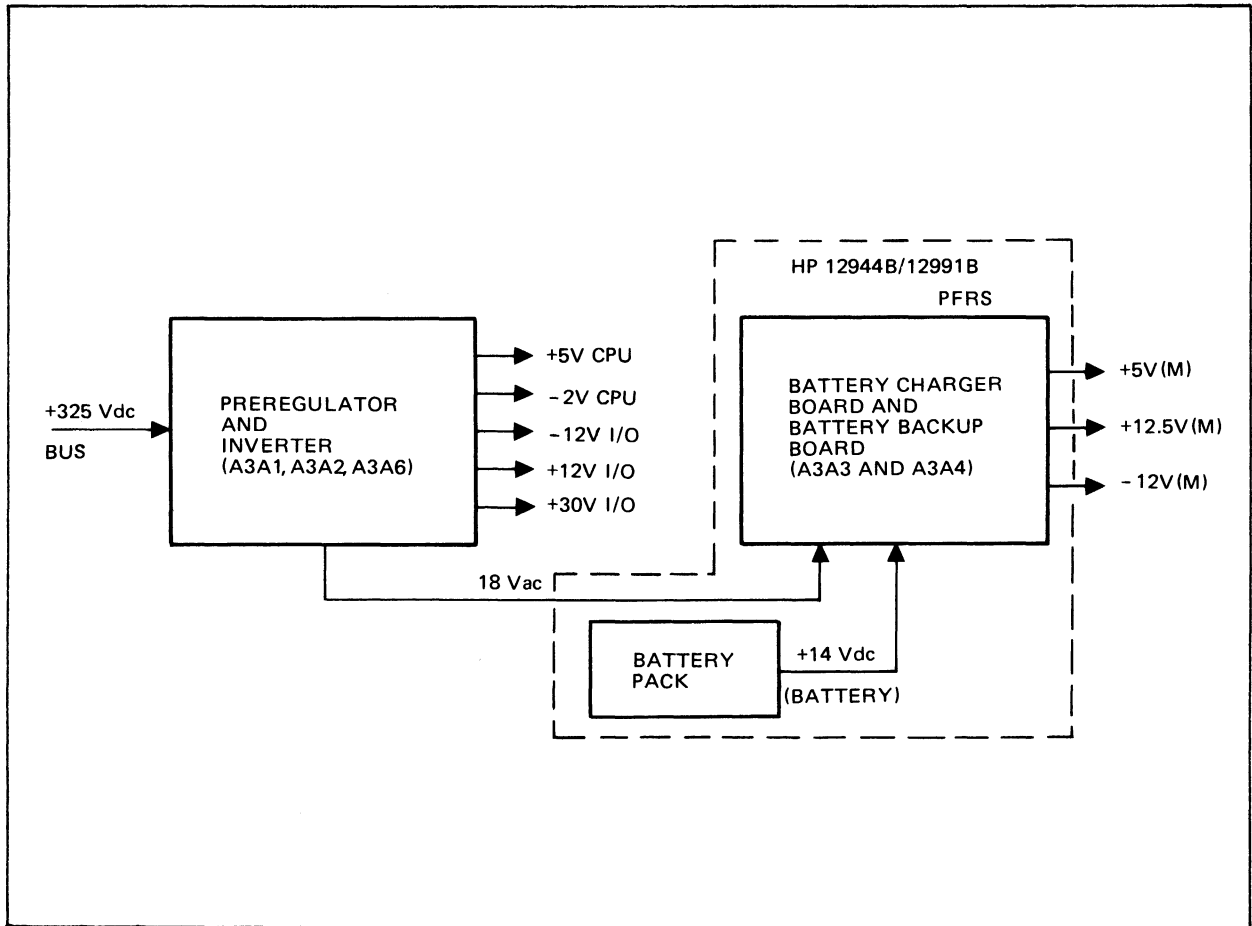 HP 12944B/12991B
PFRS
+325 Vdc
BUS
PREREGULATOR
AND
INVERTER
(A3A1, A3A2, A3A6)
+5V CPU
-2V CPU
-12V I/O
+12V I/O
+30V I/O
BATTERY CHARGER
BOARD AND
BATTERY BACKUP
BOARD
(A3A3 AND A3A4)
+5V(M)
+12.5V(M)
-12V(M)
18 Vac
BATTERY
PACK
+14 Vdc
(BATTERY)